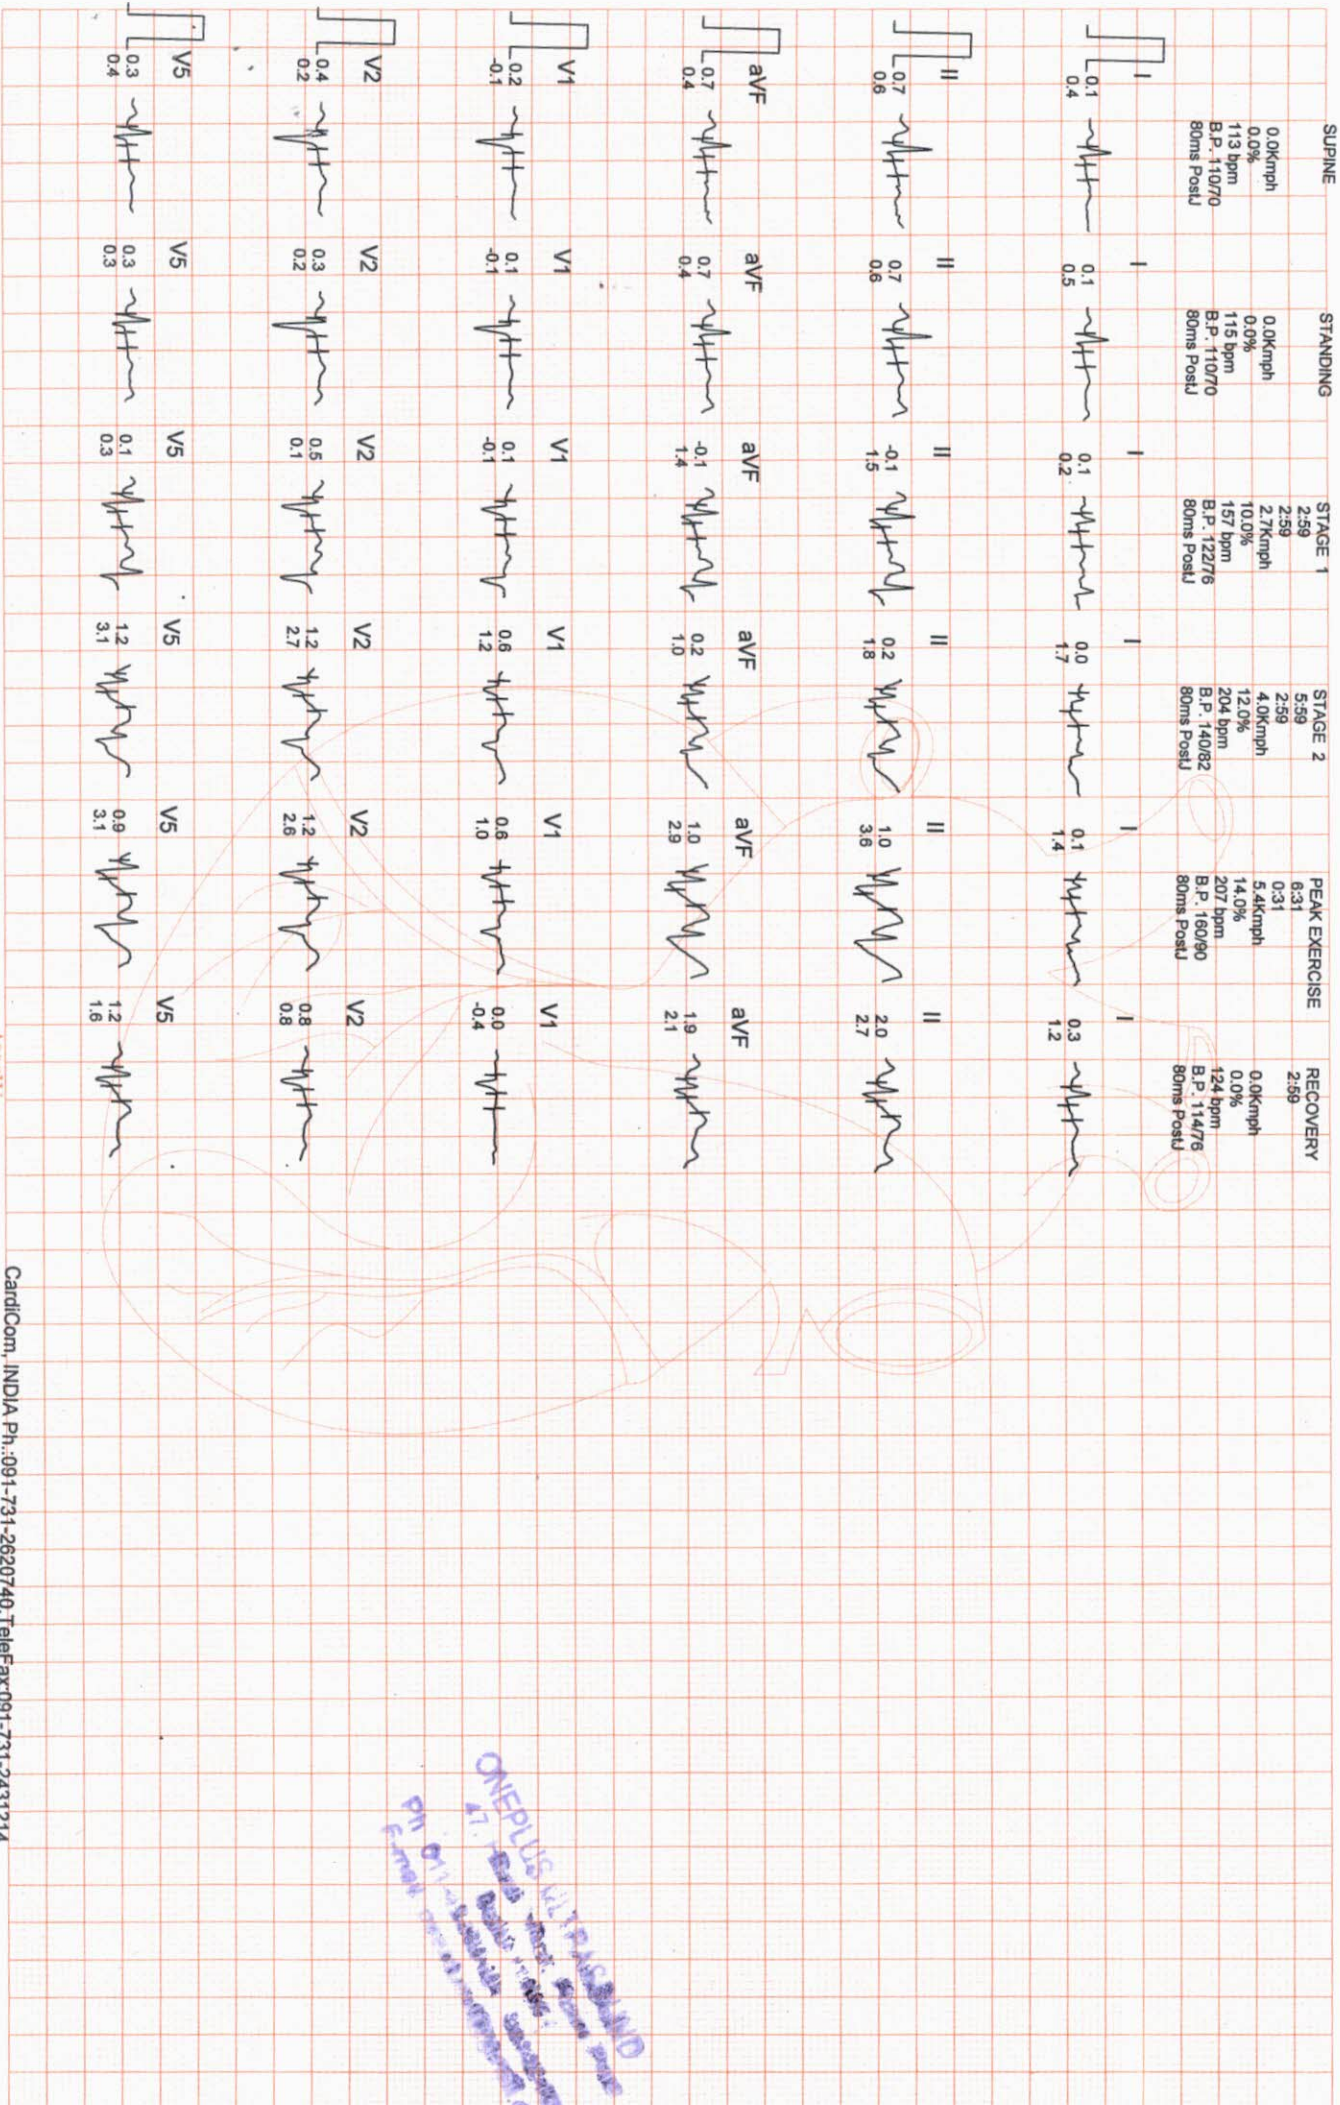 SUPINE
0.0Kmph
0.0%
113 bpm
B.P. 110/70
80ms PostJ
STANDING
0.0Kmph
0.0%
115 bpm
B.P. 110/70
80ms PostJ
STAGE 1
2:59
2:59
2.7Kmph
10.0%
157 bpm
B.P. 122/76
80ms PostJ
STAGE 2
5:59
2:59
4.0Kmph
12.0%
204 bpm
B.P. 140/82
80ms PostJ
PEAK EXERCISE
6:31
0:31
5.4Kmph
14.0%
207 bpm
B.P. 160/90
80ms PostJ
RECOVERY
2:59
0.0Kmph
0.0%
124 bpm
B.P. 114/76
80ms PostJ
I I I I I I
0.1 0.1 0.1 0.0 0.1 0.3
0.4 0.5 0.2 1.7 1.4 1.2
II II II II II II
0.7 0.7 -0.1 0.2 1.0 2.0
0.6 0.6 1.5 1.8 3.6 2.7
aVF aVF aVF aVF aVF aVF
0.7 0.7 -0.1 0.2 1.0 1.9
0.4 0.4 1.4 1.0 2.9 2.1
V1 V1 V1 V1 V1 V1
0.2 0.1 0.1 0.6 0.6 0.0
-0.1 -0.1 -0.1 1.2 1.0 -0.4
V2 V2 V2 V2 V2 V2
0.4 0.3 0.5 1.2 1.2 0.8
0.2 0.2 0.1 2.7 2.6 0.8
V5 V5 V5 V5 V5 V5
0.3 0.3 0.1 1.2 0.9 1.2
0.4 0.3 0.3 3.1 3.1 1.6
ONEPLUS ULTRASOUND
47,
Ph 011
E-mail
CardiCom, INDIA Ph.:091-731-2620740,TeleFax:091-731-2431214